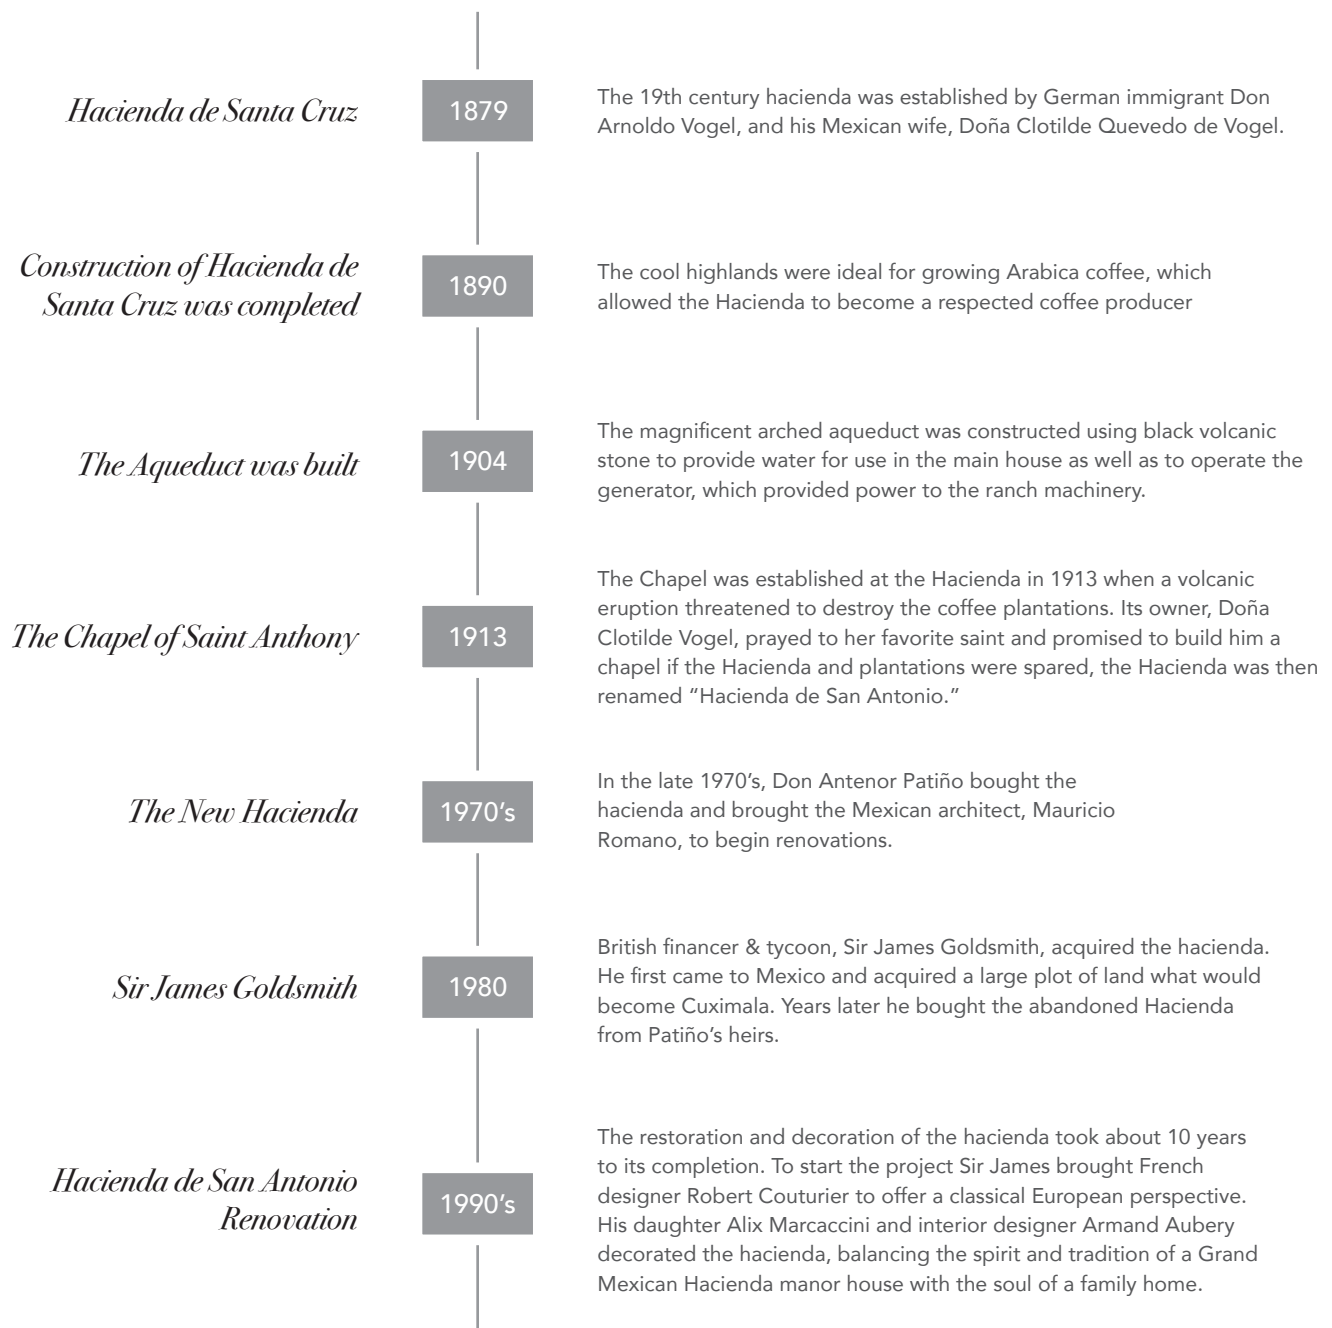 Hacienda de Santa Cruz
1879
The 19th century hacienda was established by German immigrant Don
Arnoldo Vogel, and his Mexican wife, Doña Clotilde Quevedo de Vogel.
Construction of Hacienda de
Santa Cruz was completed
1890
The cool highlands were ideal for growing Arabica coffee, which
allowed the Hacienda to become a respected coffee producer
The Aqueduct was built
1904
The magnificent arched aqueduct was constructed using black volcanic
stone to provide water for use in the main house as well as to operate the
generator, which provided power to the ranch machinery.
The Chapel of Saint Anthony
1913
The Chapel was established at the Hacienda in 1913 when a volcanic
eruption threatened to destroy the coffee plantations. Its owner, Doña
Clotilde Vogel, prayed to her favorite saint and promised to build him a
chapel if the Hacienda and plantations were spared, the Hacienda was then
renamed “Hacienda de San Antonio.”
The New Hacienda
1970’s
In the late 1970’s, Don Antenor Patiño bought the
hacienda and brought the Mexican architect, Mauricio
Romano, to begin renovations.
Sir James Goldsmith
1980
British financer & tycoon, Sir James Goldsmith, acquired the hacienda.
He first came to Mexico and acquired a large plot of land what would
become Cuximala. Years later he bought the abandoned Hacienda
from Patiño’s heirs.
Hacienda de San Antonio
Renovation
1990’s
The restoration and decoration of the hacienda took about 10 years
to its completion. To start the project Sir James brought French
designer Robert Couturier to offer a classical European perspective.
His daughter Alix Marcaccini and interior designer Armand Aubery
decorated the hacienda, balancing the spirit and tradition of a Grand
Mexican Hacienda manor house with the soul of a family home.